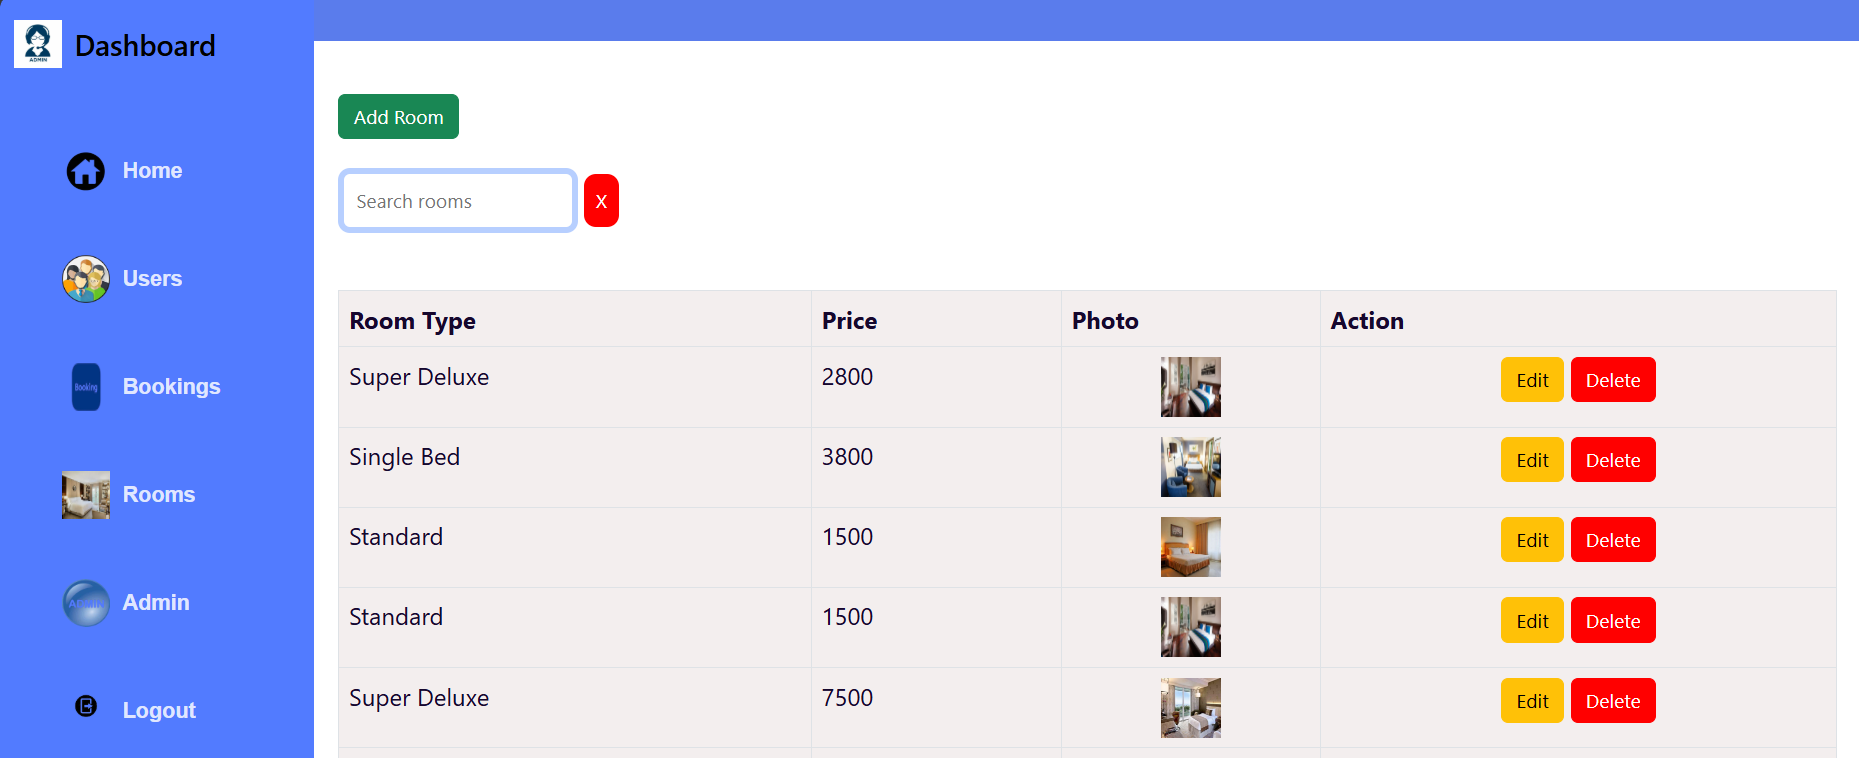 ADMIN
Dashboard
Home
Users
Booking
Bookings
Rooms
ADMIN
Admin
Logout
Add Room
Search rooms
X
Room Type Price Photo Action
Super Deluxe 2800 Edit Delete
Single Bed 3800 Edit Delete
Standard 1500 Edit Delete
Standard 1500 Edit Delete
Super Deluxe 7500 Edit Delete